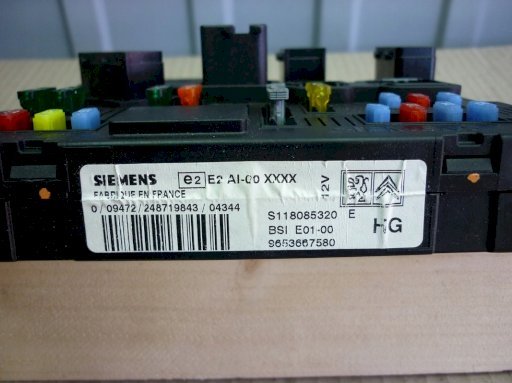 SIEMENS e2 E2 AI-00 XXXX
FABRIQUE EN FRANCE
0 / 09472 / 248719843 / 04344
12V
S118085320 E
BSI E01-00 HG
9653667580